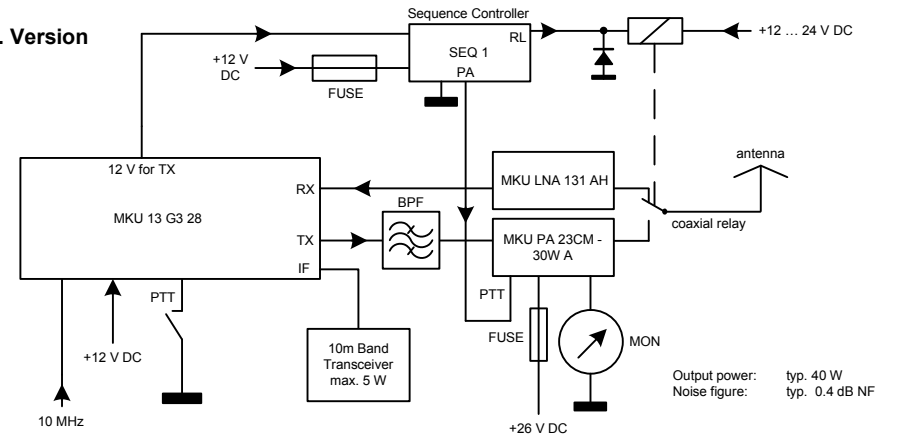 . Version
Sequence Controller
RL
SEQ 1
PA
+12 … 24 V DC
+12 V
DC
FUSE
12 V for TX
MKU 13 G3 28
RX
TX
IF
BPF
MKU LNA 131 AH
MKU PA 23CM -
30W A
antenna
coaxial relay
PTT
PTT
+12 V DC
10 MHz
10m Band
Transceiver
max. 5 W
FUSE
MON
+26 V DC
Output power: typ. 40 W
Noise figure: typ. 0.4 dB NF